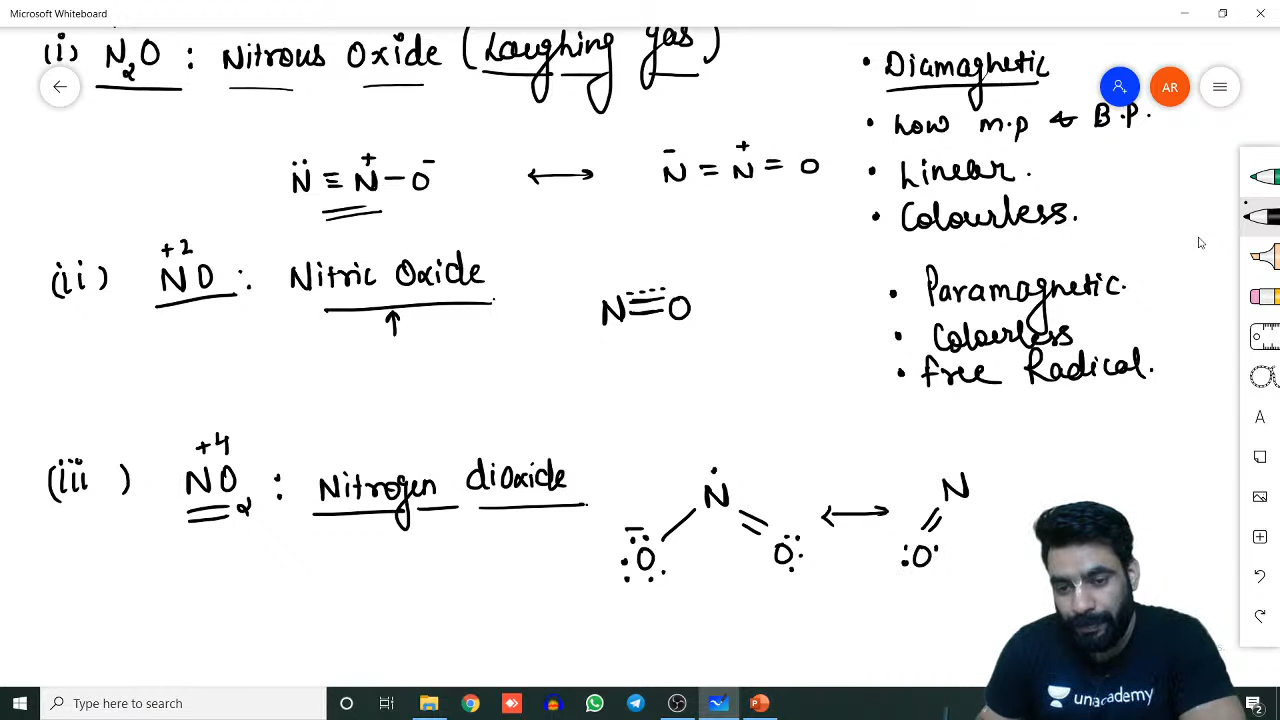 Microsoft Whiteboard
(i) N2O : Nitrous Oxide (Laughing gas)
• Diamagnetic
• Low m.p & B.P.
• Linear.
• Colourless.
AR
N̈ ≡ N⁺ – O⁻ ⟷ N⁻ = N⁺ = O
+2
(ii) NO : Nitric Oxide
N = O
• Paramagnetic.
• Colourless
• Free Radical.
+4
(iii) NO2 : Nitrogen dioxide
N ⟷ N
O O O
unacademy
A
Type here to search
2